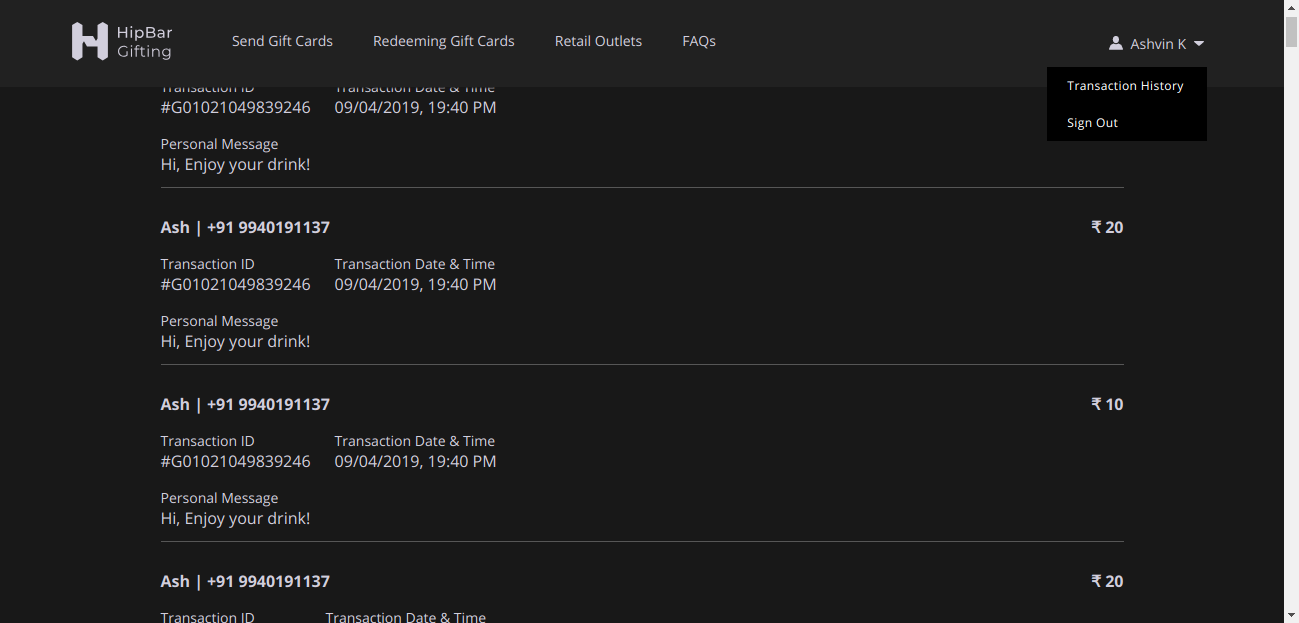 HipBar
Gifting
Send Gift Cards
Redeeming Gift Cards
Retail Outlets
FAQs
Ashvin K
Transaction History
Sign Out
Transaction ID Transaction Date & Time
#G01021049839246 09/04/2019, 19:40 PM
Personal Message
Hi, Enjoy your drink!
Ash | +91 9940191137 ₹ 20
Transaction ID Transaction Date & Time
#G01021049839246 09/04/2019, 19:40 PM
Personal Message
Hi, Enjoy your drink!
Ash | +91 9940191137 ₹ 10
Transaction ID Transaction Date & Time
#G01021049839246 09/04/2019, 19:40 PM
Personal Message
Hi, Enjoy your drink!
Ash | +91 9940191137 ₹ 20
Transaction ID Transaction Date & Time